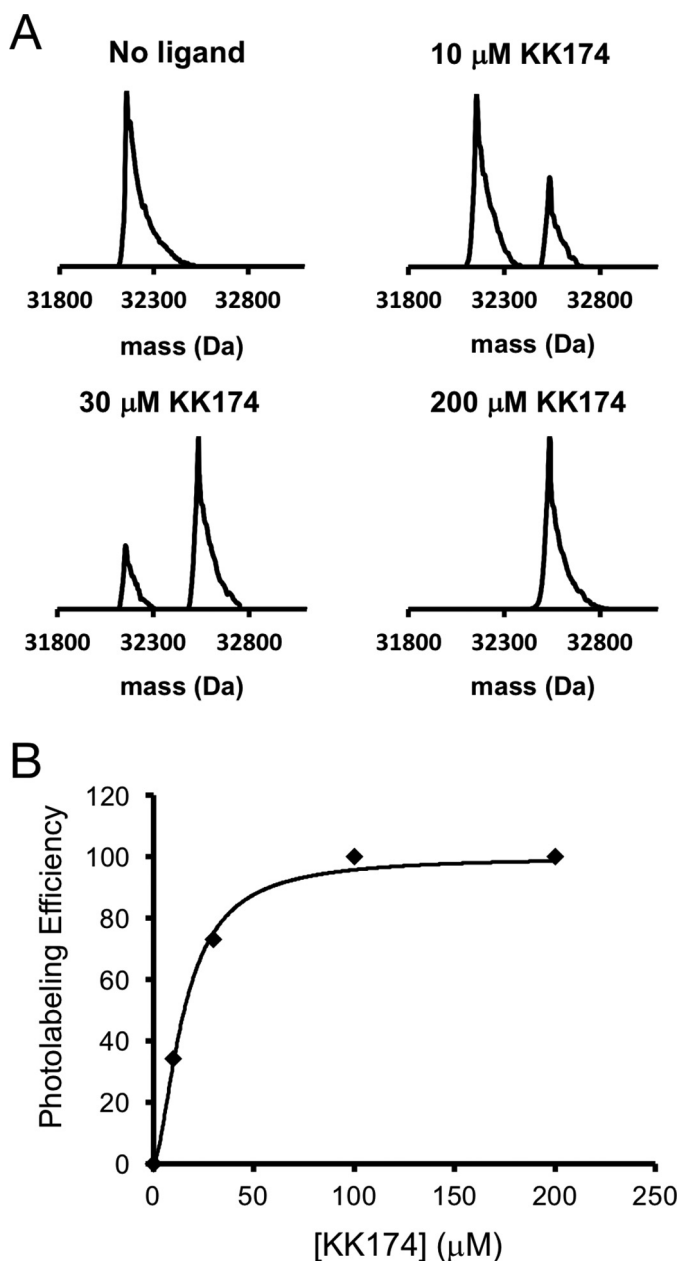 A
No ligand
10 μM KK174
31800 32300 32800
31800 32300 32800
mass (Da)
mass (Da)
30 μM KK174
200 μM KK174
31800 32300 32800
31800 32300 32800
mass (Da)
mass (Da)
B
Photolabeling Efficiency
120
100
80
60
40
20
0
0 50 100 150 200 250
[KK174] (μM)